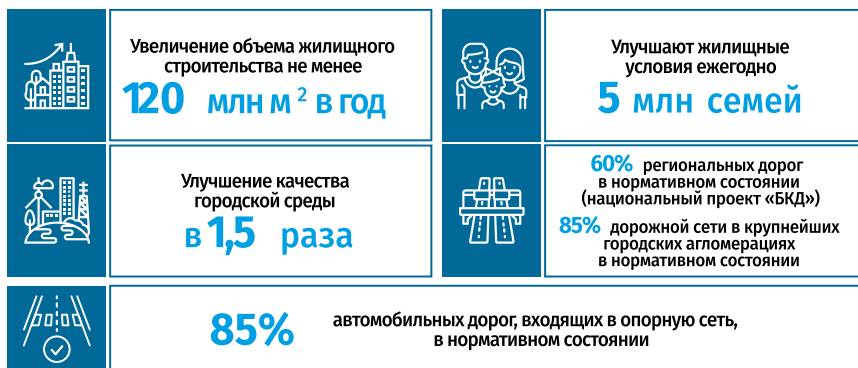 Увеличение объема жилищного
строительства не менее
120 млн м ² в год
Улучшают жилищные
условия ежегодно
5 млн семей
Улучшение качества
городской среды
в 1,5 раза
60% региональных дорог
в нормативном состоянии
(национальный проект «БКД»)
85% дорожной сети в крупнейших
городских агломерациях
в нормативном состоянии
85% автомобильных дорог, входящих в опорную сеть,
в нормативном состоянии